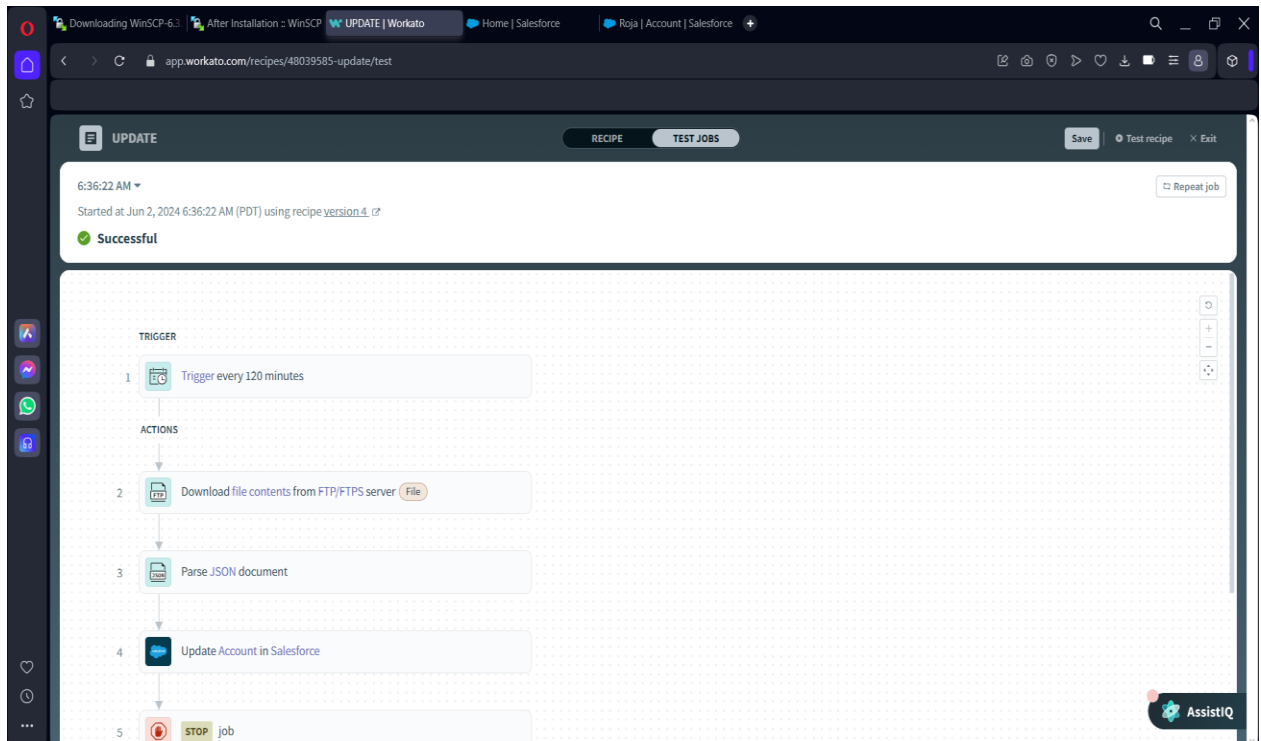 Downloading WinSCP-6.3. After Installation :: WinSCP UPDATE | Workato Home | Salesforce Roja | Account | Salesforce
app.workato.com/recipes/48039585-update/test
UPDATE RECIPE TEST JOBS Save Test recipe Exit
6:36:22 AM Repeat job
Started at Jun 2, 2024 6:36:22 AM (PDT) using recipe version 4
Successful
TRIGGER
1 Trigger every 120 minutes
ACTIONS
2 FTP Download file contents from FTP/FTPS server File
3 JSON Parse JSON document
4 Update Account in Salesforce
5 STOP job
AssistIQ